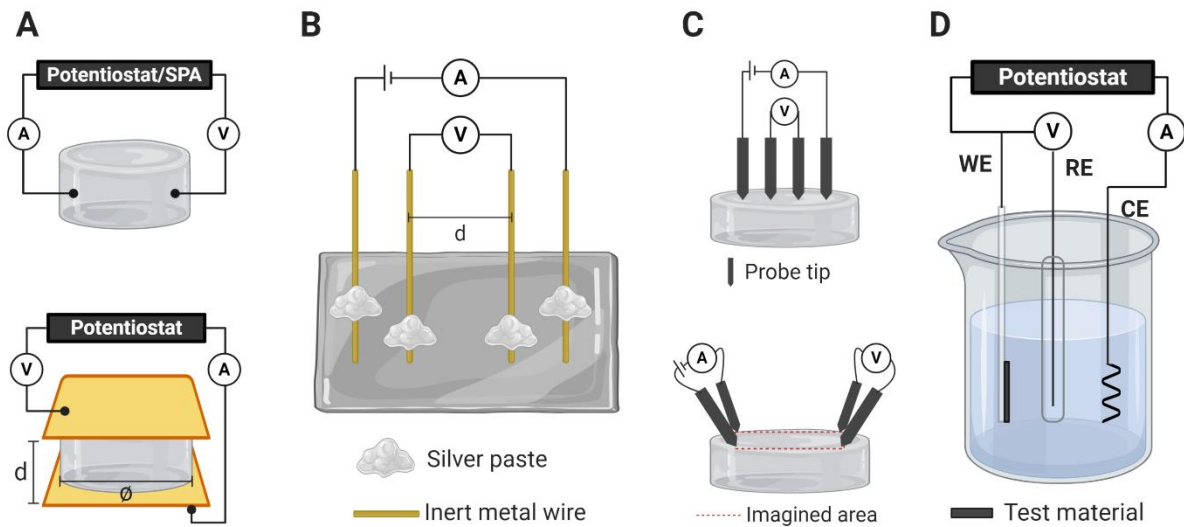 A
Potentiostat/SPA
A
V
Potentiostat
V
A
d
Ø
B
A
V
d
Silver paste
Inert metal wire
C
A
V
Probe tip
A
V
Imagined area
D
Potentiostat
V
A
WE
RE
CE
Test material